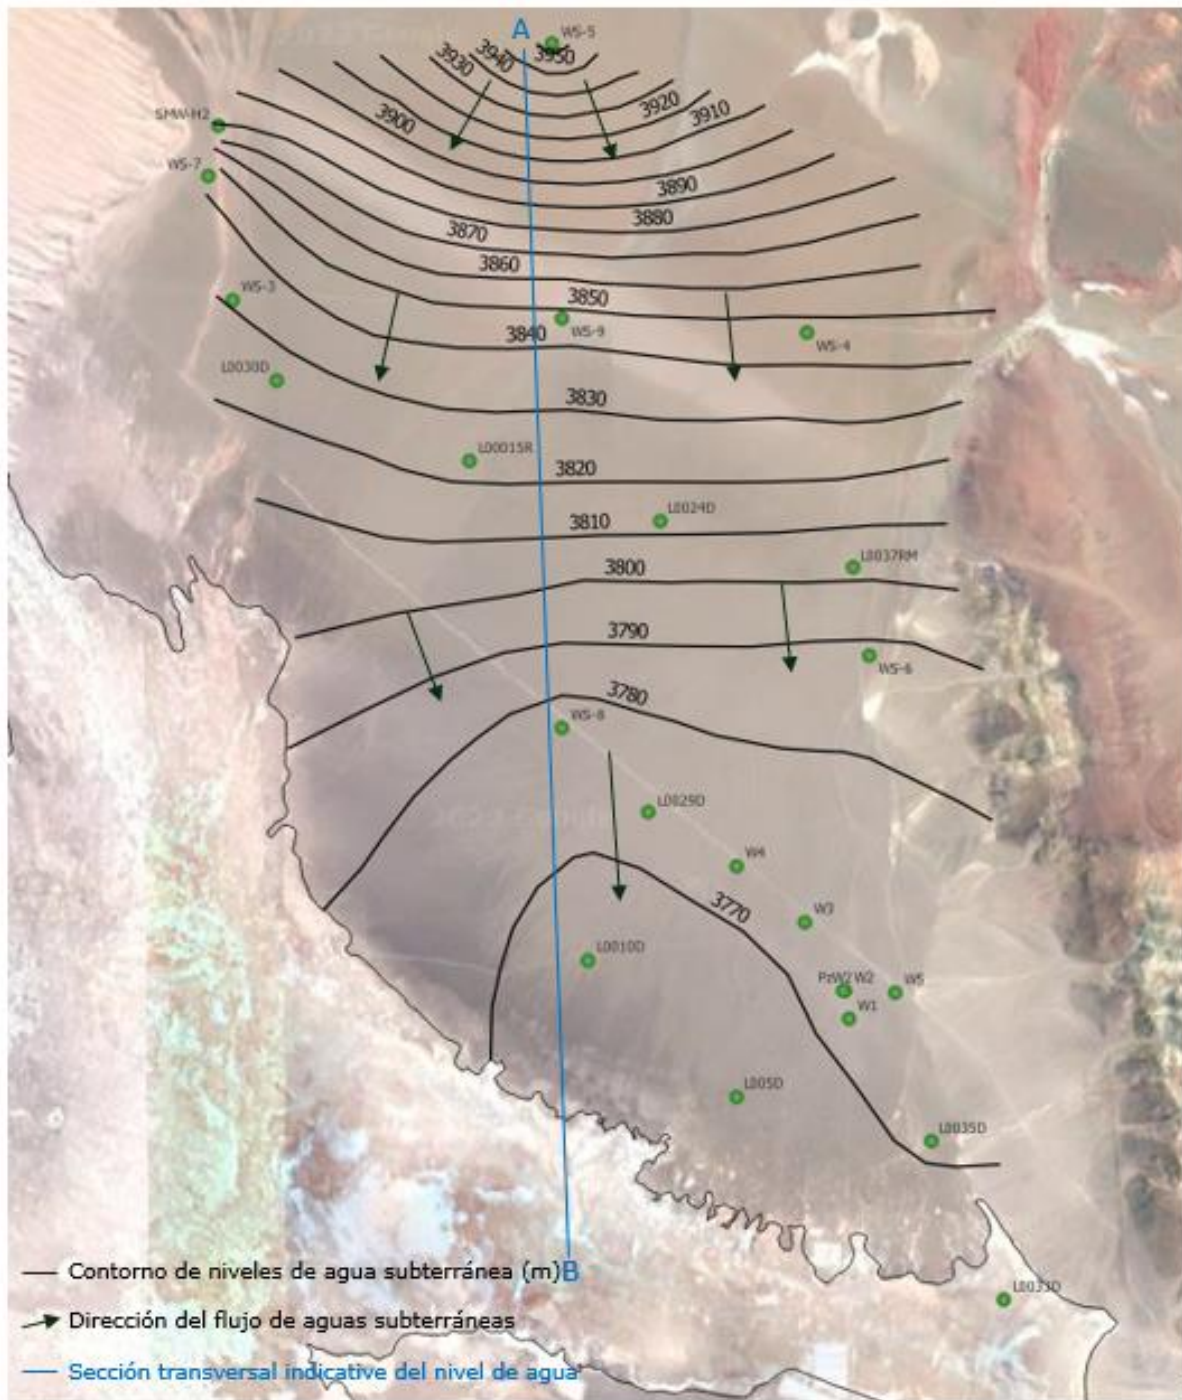 A
WS-5
3950
3940
3930
3920
3910
3900
SMW-H2
WS-7
3890
3880
3870
3860
3850
WS-3
WS-9
3840
WS-4
L0030D
3830
L00015R
3820
L0024D
3810
L0037RM
3800
3790
WS-6
3780
WS-8
L0029D
W4
3770
W3
L0010D
PzW2 W2
W5
W1
L005D
L0035D
Contorno de niveles de agua subterránea (m) B
L0033D
Dirección del flujo de aguas subterráneas
Sección transversal indicative del nivel de agua